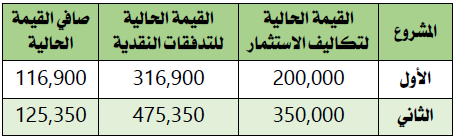 المشروع القيمة الحالية لتكاليف الاستثمار القيمة الحالية للتدفقات النقدية صافي القيمة الحالية
الأول 200,000 316,900 116,900
الثاني 350,000 475,350 125,350